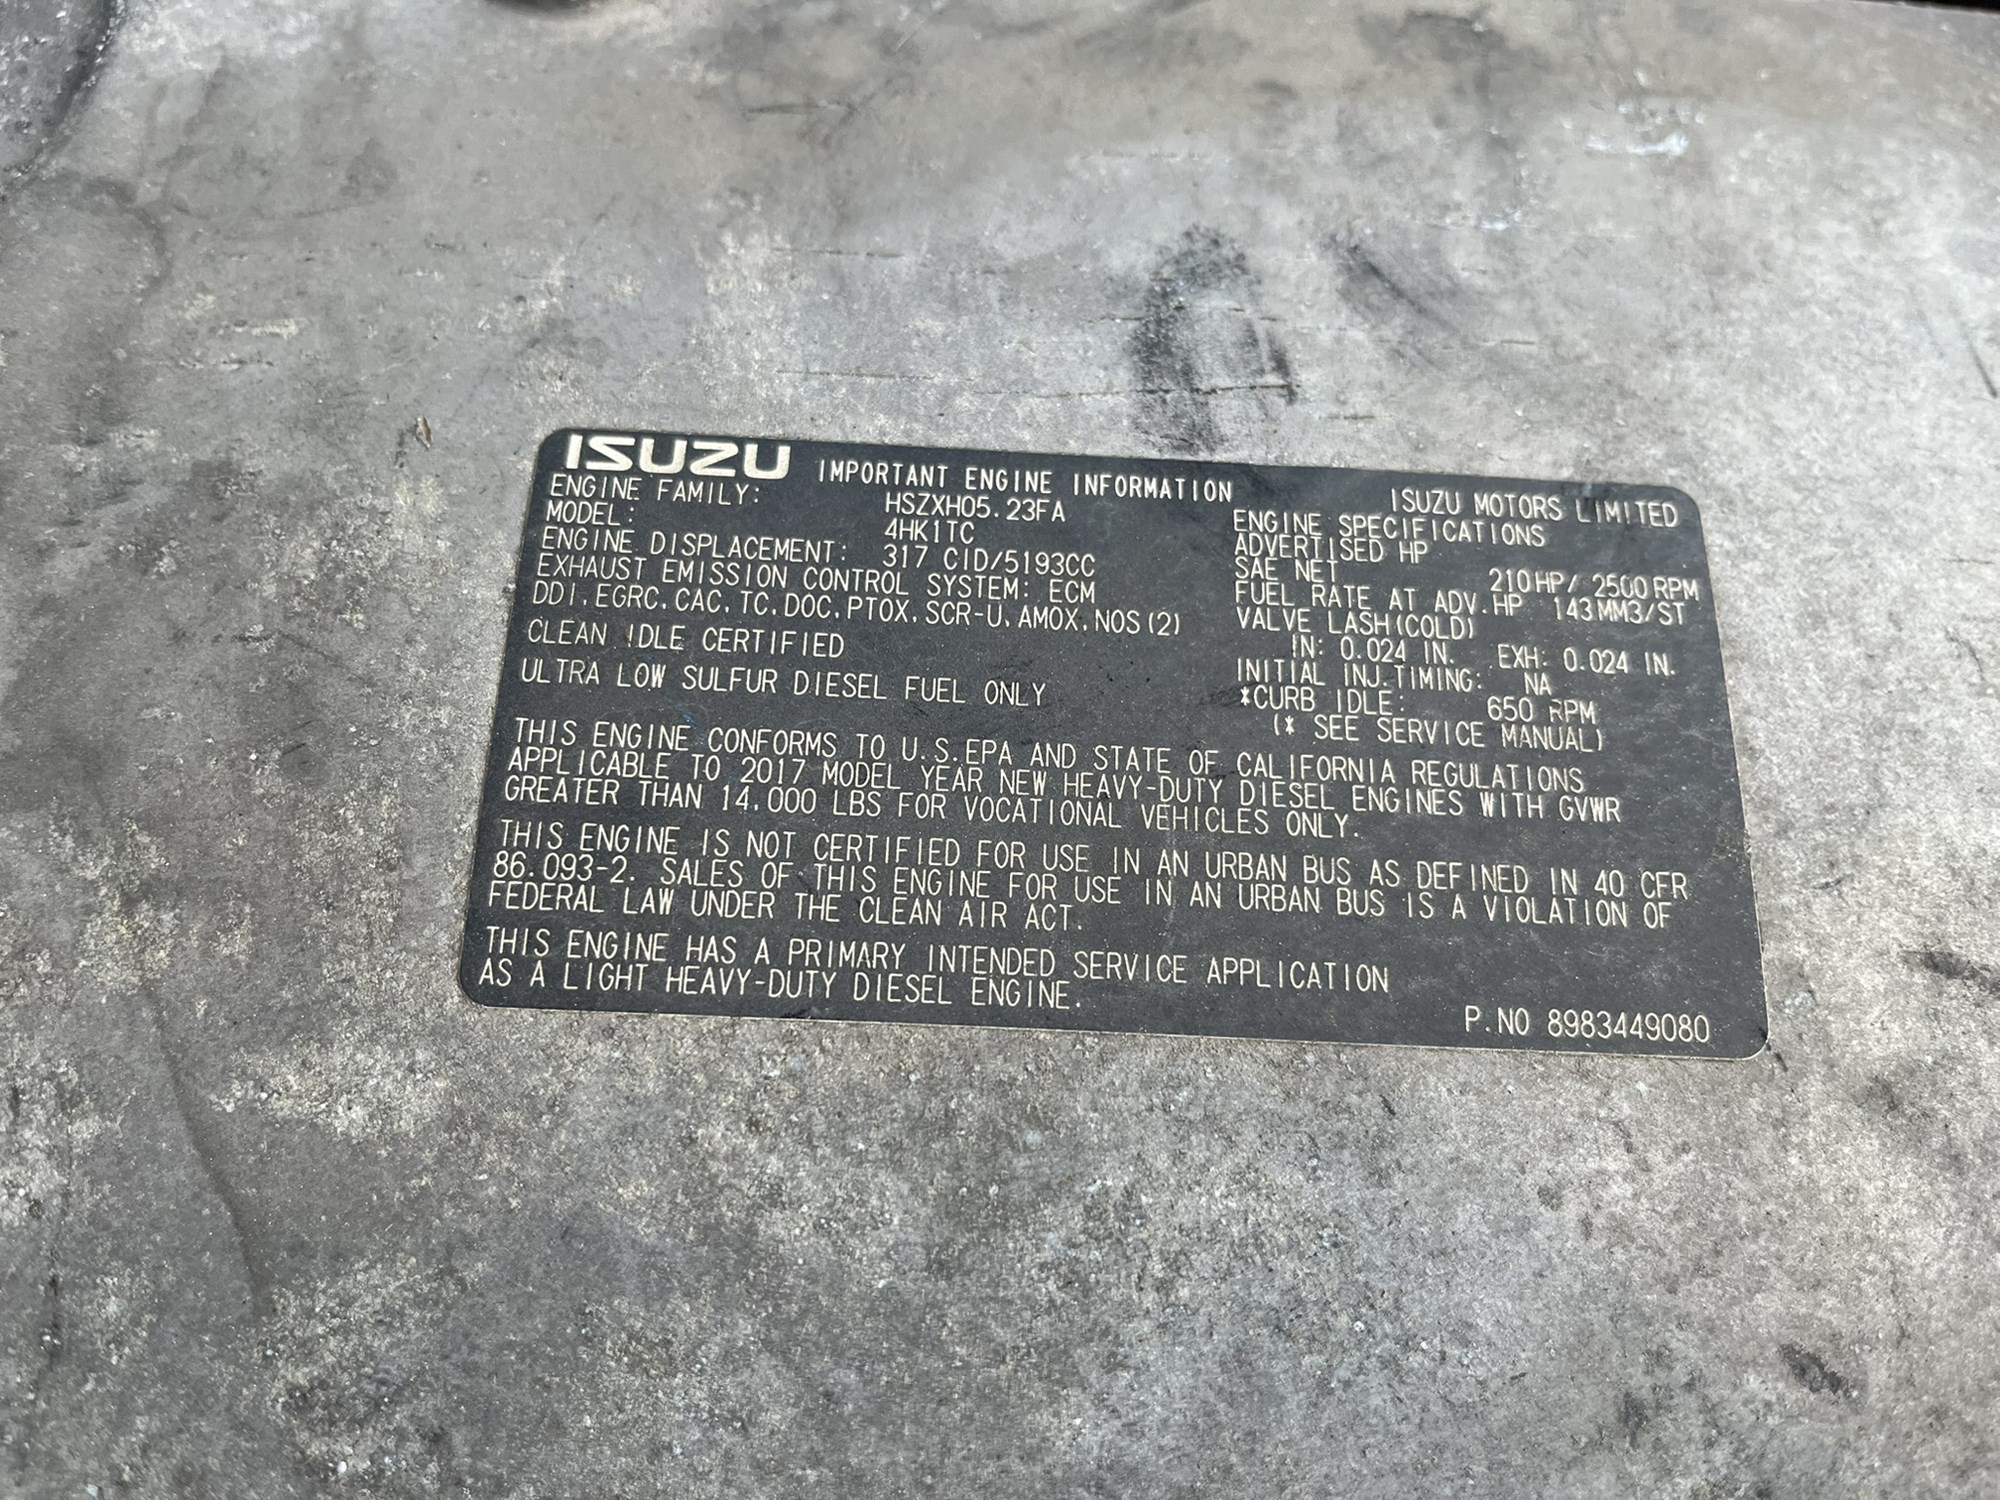 ISUZU IMPORTANT ENGINE INFORMATION
ENGINE FAMILY: HSZXH05.23FA
MODEL: 4HK1TC
ENGINE DISPLACEMENT: 317 CID/5193CC
EXHAUST EMISSION CONTROL SYSTEM: ECM
DDI,EGRC,CAC,TC,DOC,PTOX,SCR-U,AMOX,NOS(2)
CLEAN IDLE CERTIFIED
ULTRA LOW SULFUR DIESEL FUEL ONLY
ISUZU MOTORS LIMITED
ENGINE SPECIFICATIONS
ADVERTISED HP
SAE NET 210HP/ 2500RPM
FUEL RATE AT ADV.HP 143MM3/ST
VALVE LASH(COLD)
IN: 0.024 IN. EXH: 0.024 IN.
INITIAL INJ.TIMING: NA
*CURB IDLE: 650 RPM
(* SEE SERVICE MANUAL)
THIS ENGINE CONFORMS TO U.S.EPA AND STATE OF CALIFORNIA REGULATIONS
APPLICABLE TO 2017 MODEL YEAR NEW HEAVY-DUTY DIESEL ENGINES WITH GVWR
GREATER THAN 14,000 LBS FOR VOCATIONAL VEHICLES ONLY.
THIS ENGINE IS NOT CERTIFIED FOR USE IN AN URBAN BUS AS DEFINED IN 40 CFR
86.093-2. SALES OF THIS ENGINE FOR USE IN AN URBAN BUS IS A VIOLATION OF
FEDERAL LAW UNDER THE CLEAN AIR ACT.
THIS ENGINE HAS A PRIMARY INTENDED SERVICE APPLICATION
AS A LIGHT HEAVY-DUTY DIESEL ENGINE.
P.NO 8983449080